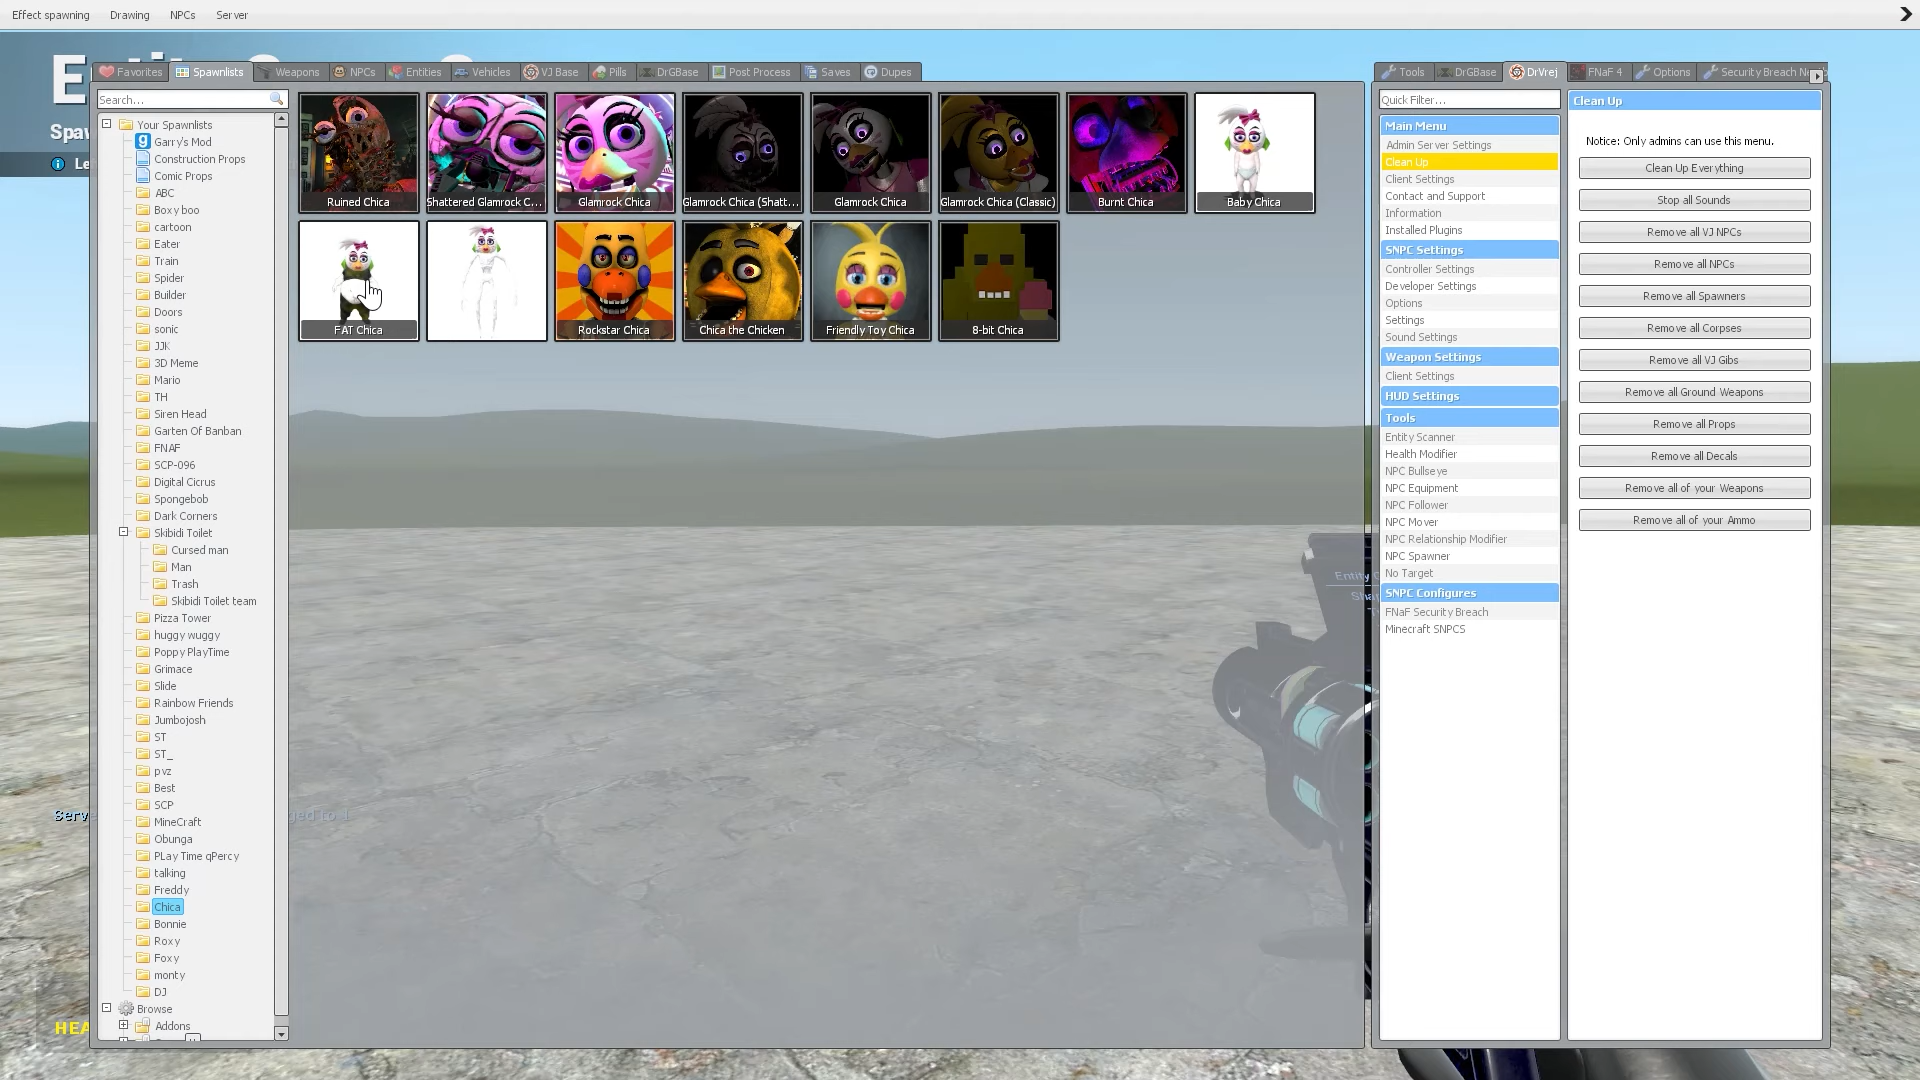 Effect spawning Drawing NPCs Server
E
Spaw
Le
Favorites Spawnlists Weapons NPCs Entities Vehicles VJ Base Pills DrGBase Post Process Saves Dupes
Search...
Your Spawnlists
Garry's Mod
Construction Props
Comic Props
ABC
Boxy boo
cartoon
Eater
Train
Spider
Builder
Doors
sonic
JJK
3D Meme
Mario
TH
Siren Head
Garten Of Banban
FNAF
SCP-096
Digital Cicrus
Spongebob
Dark Corners
Skibidi Toilet
Cursed man
Man
Trash
Skibidi Toilet team
Pizza Tower
huggy wuggy
Poppy PlayTime
Grimace
Slide
Rainbow Friends
Jumbojosh
ST
ST_
pvz
Best
SCP
MineCraft
Obunga
PLay Time qPercy
talking
Freddy
Chica
Bonnie
Roxy
Foxy
monty
DJ
Browse
Addons
Serv
ged to 1
HEA
Ruined Chica
Shattered Glamrock C...
Glamrock Chica
Glamrock Chica (Shatt...
Glamrock Chica
Glamrock Chica (Classic)
Burnt Chica
Baby Chica
FAT Chica
Rockstar Chica
Chica the Chicken
Friendly Toy Chica
8-bit Chica
Entity
Tools DrGBase DrVrej FNaF 4 Options Security Breach Ne
Quick Filter...
Main Menu
Admin Server Settings
Clean Up
Client Settings
Contact and Support
Information
Installed Plugins
SNPC Settings
Controller Settings
Developer Settings
Options
Settings
Sound Settings
Weapon Settings
Client Settings
HUD Settings
Tools
Entity Scanner
Health Modifier
NPC Bullseye
NPC Equipment
NPC Follower
NPC Mover
NPC Relationship Modifier
NPC Spawner
No Target
SNPC Configures
FNaF Security Breach
Minecraft SNPCS
Clean Up
Notice: Only admins can use this menu.
Clean Up Everything
Stop all Sounds
Remove all VJ NPCs
Remove all NPCs
Remove all Spawners
Remove all Corpses
Remove all VJ Gibs
Remove all Ground Weapons
Remove all Props
Remove all Decals
Remove all of your Weapons
Remove all of your Ammo